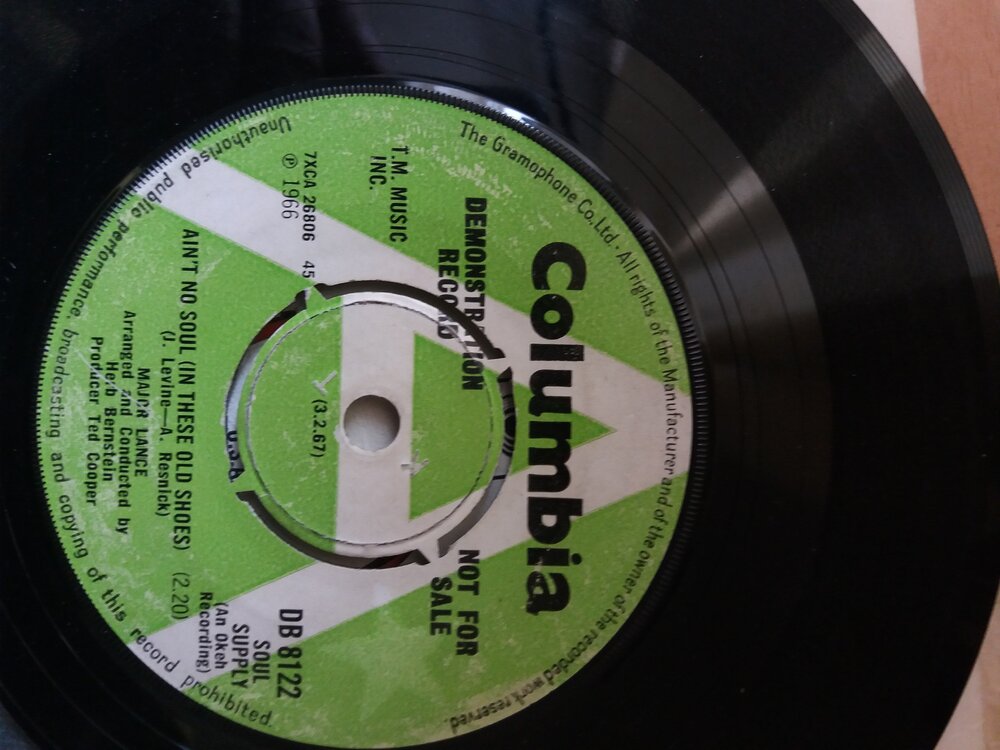 The Gramophone Co. Ltd. All rights of the Manufacturer and of the owner of the recorded work reserved.
Columbia
DEMONSTRATION
RECORD
NOT FOR
SALE
T.M. MUSIC
INC.
(3.2.67)
7XCA 26806 45
℗ 1966
U.S.A.
DB 8122
SOUL
SUPPLY
(An Okeh
Recording)
AIN'T NO SOUL (IN THESE OLD SHOES) (2.20)
(J. Levine—A. Resnick)
MAJOR LANCE
Arranged and Conducted by
Herb Bernstein
Producer Ted Cooper
Unauthorised public performance, broadcasting and copying of this record prohibited.